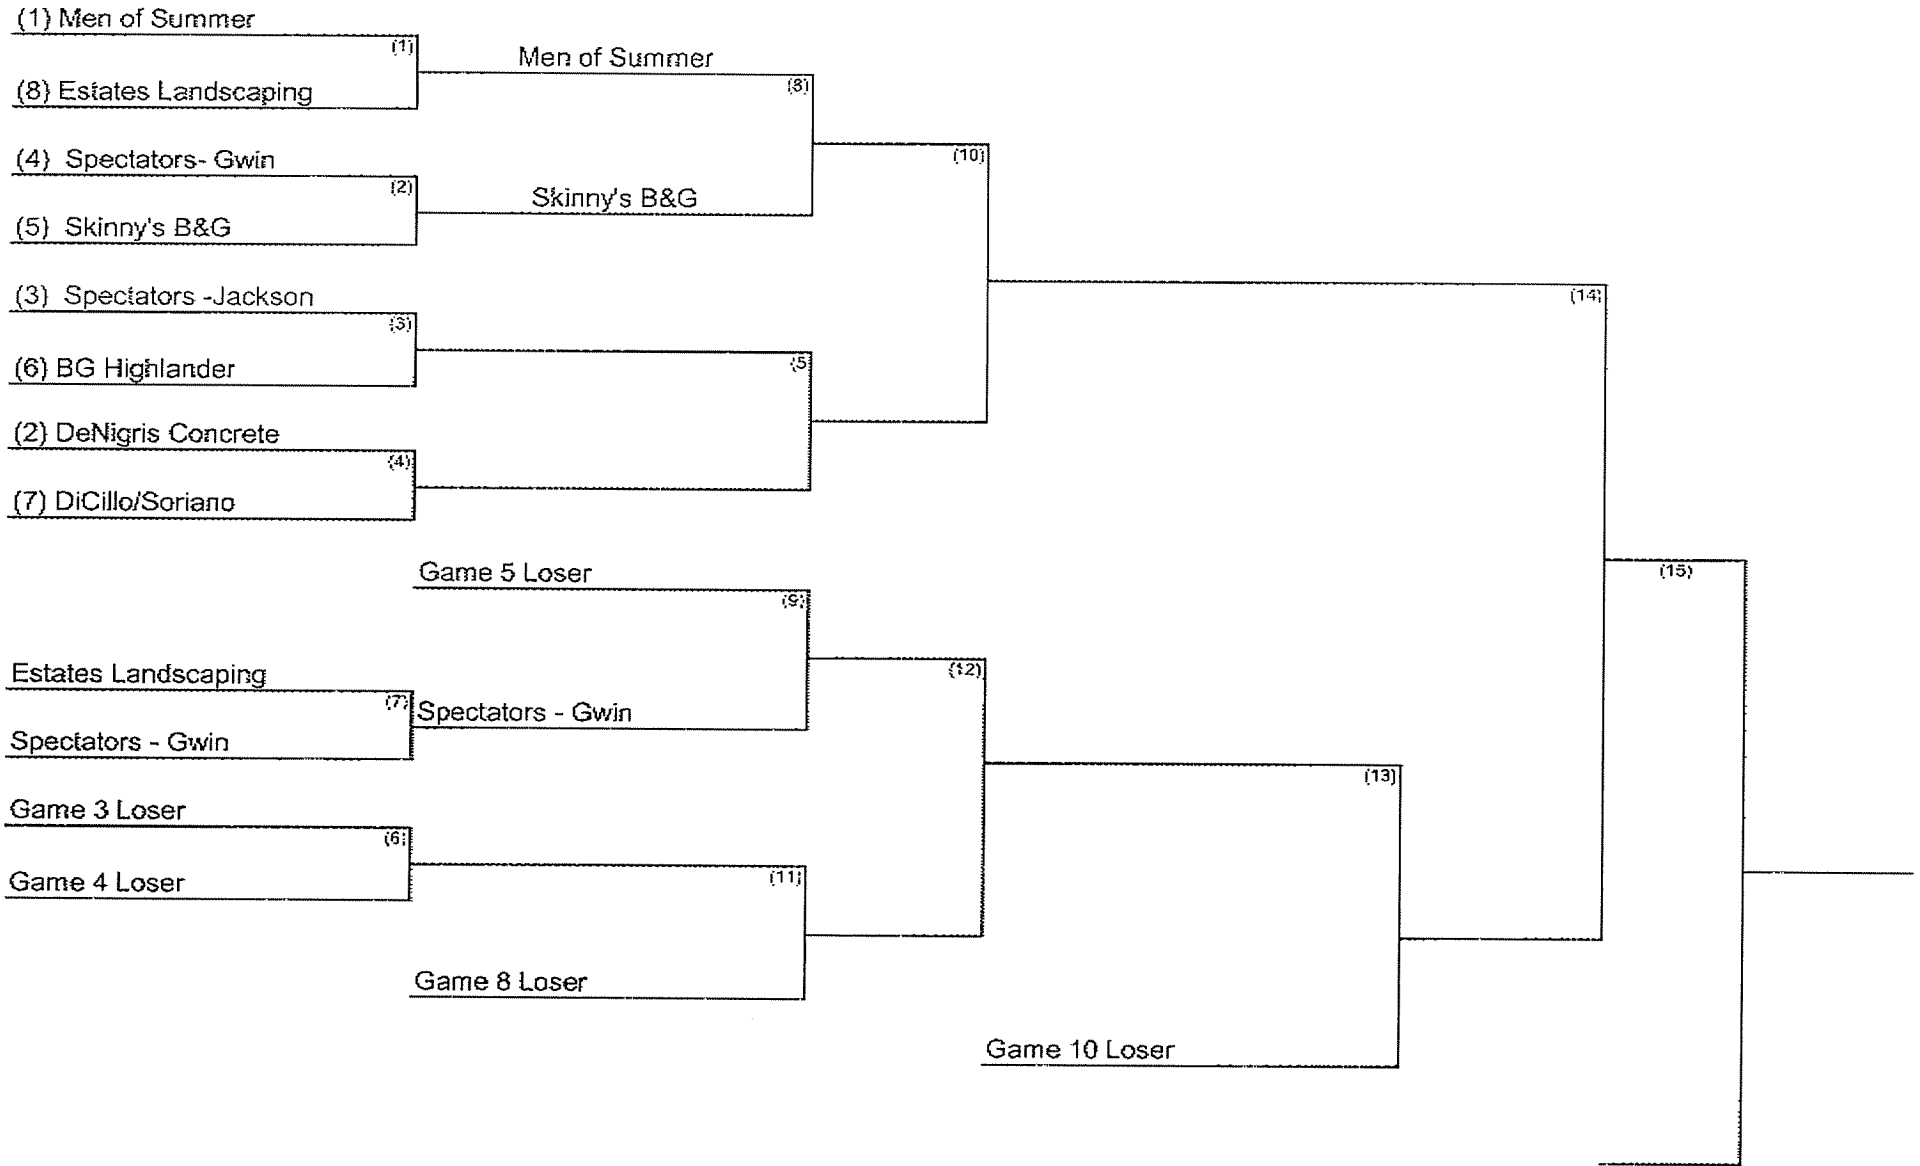 (1) Men of Summer
(1)
Men of Summer
(8)
(8) Estates Landscaping
(4) Spectators- Gwin
(2)
(10)
Skinny's B&G
(5) Skinny's B&G
(3) Spectators -Jackson
(3)
(14)
(6) BG Highlander
(5
(2) DeNigris Concrete
(4)
(7) DiCillo/Soriano
Game 5 Loser
(9)
(15)
Estates Landscaping
(7)
(12)
Spectators - Gwin
Spectators - Gwin
(13)
Game 3 Loser
(6)
Game 4 Loser
(11)
Game 8 Loser
Game 10 Loser